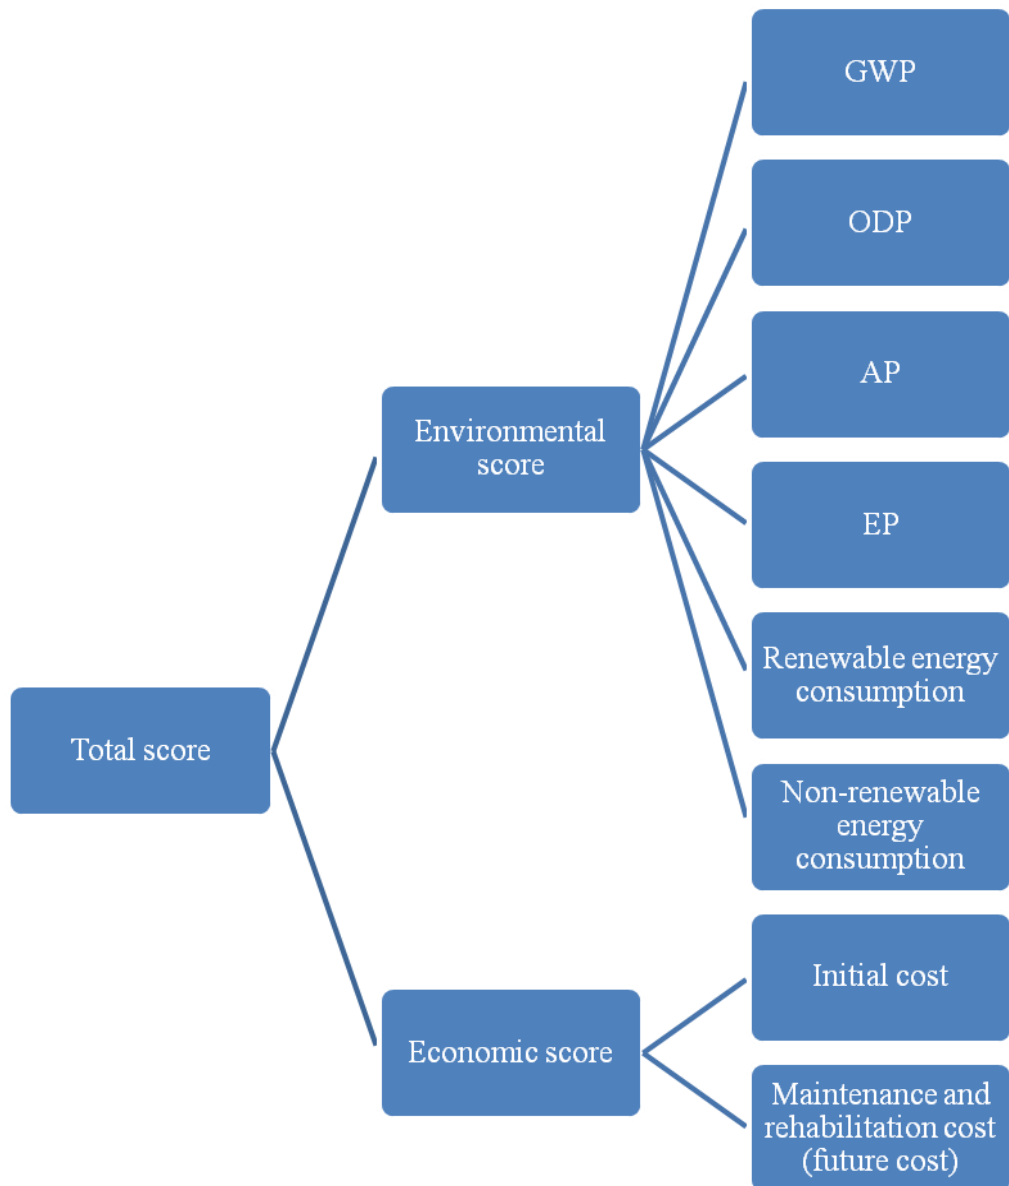 GWP
ODP
AP
Environmental
score
EP
Renewable energy
consumption
Total score
Non-renewable
energy
consumption
Initial cost
Economic score
Maintenance and
rehabilitation cost
(future cost)